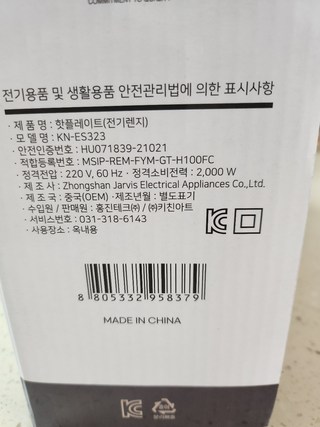 전기용품 및 생활용품 안전관리법에 의한 표시사항
· 제 품 명 : 핫플레이트(전기렌지)
· 모 델 명 : KN-ES323
· 안전인증번호 : HU071839-21021
· 적합등록번호 : MSIP-REM-FYM-GT-H100FC
· 정격전압 : 220 V, 60 Hz · 정격소비전력 : 2,000 W
· 제 조 사 : Zhongshan Jarvis Electrical Appliances Co.,Ltd.
· 제 조 국 : 중국(OEM) · 제조년월 : 별도표기
· 수입원 / 판매원 : 홍진테크㈜ / ㈜키친아트
· 서비스번호 : 031-318-6143
· 사용장소 : 옥내용
8 805332 958379
MADE IN CHINA